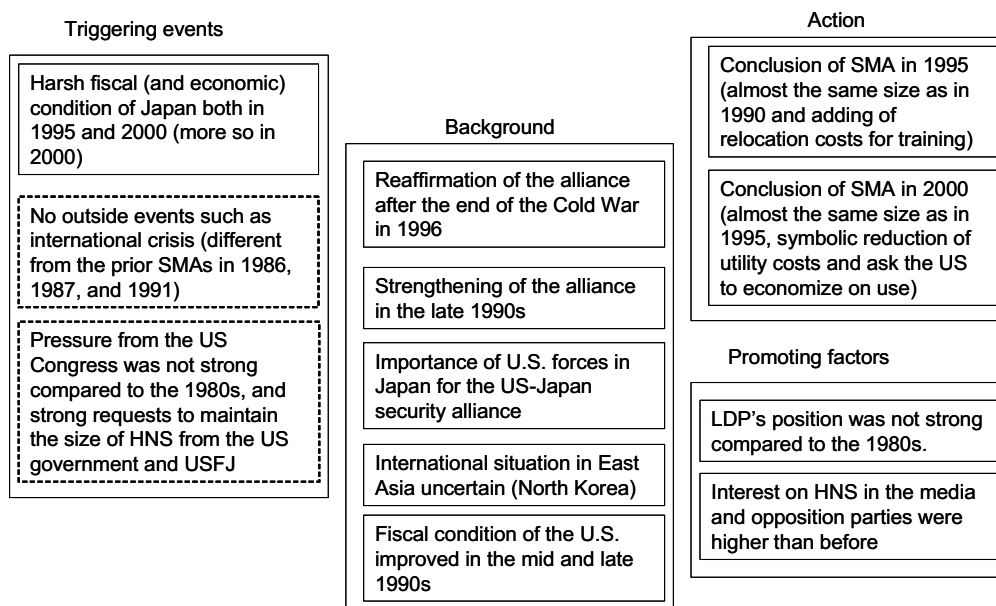 Triggering events
Harsh fiscal (and economic)
condition of Japan both in
1995 and 2000 (more so in
2000)
No outside events such as
international crisis (different
from the prior SMAs in 1986,
1987, and 1991)
Pressure from the US
Congress was not strong
compared to the 1980s, and
strong requests to maintain
the size of HNS from the US
government and USFJ
Background
Reaffirmation of the alliance
after the end of the Cold War
in 1996
Strengthening of the alliance
in the late 1990s
Importance of U.S. forces in
Japan for the US-Japan
security alliance
International situation in East
Asia uncertain (North Korea)
Fiscal condition of the U.S.
improved in the mid and late
1990s
Action
Conclusion of SMA in 1995
(almost the same size as in
1990 and adding of
relocation costs for training)
Conclusion of SMA in 2000
(almost the same size as in
1995, symbolic reduction of
utility costs and ask the US
to economize on use)
Promoting factors
LDP's position was not strong
compared to the 1980s.
Interest on HNS in the media
and opposition parties were
higher than before